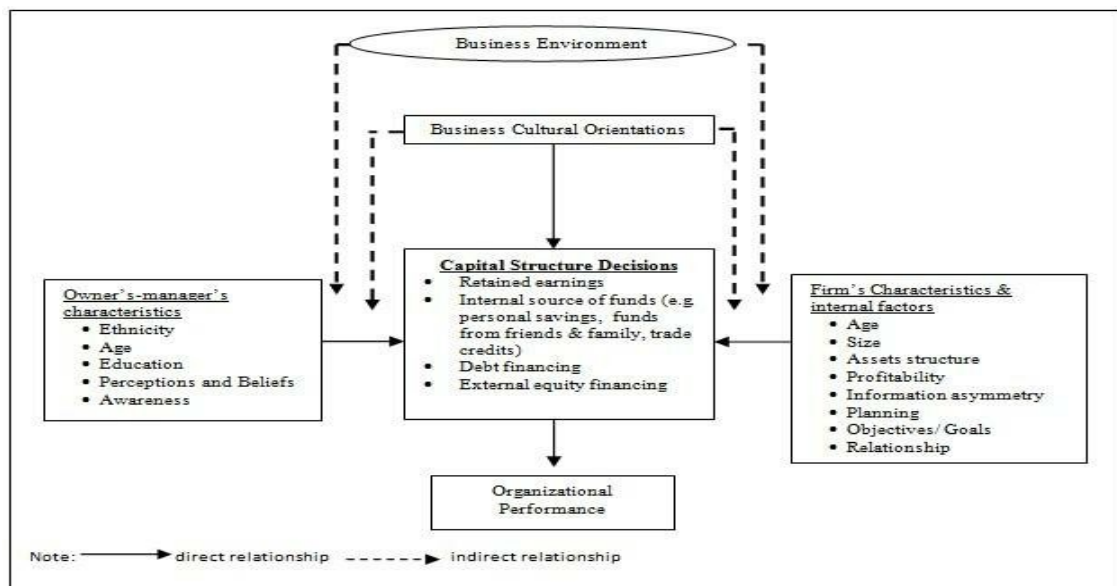 Business Environment
Business Cultural Orientations
Capital Structure Decisions
• Retained earnings
• Internal source of funds (e.g
personal savings, funds
from friends & family, trade
credits)
• Debt financing
• External equity financing
Owner's-manager's
characteristics
• Ethnicity
• Age
• Education
• Perceptions and Beliefs
• Awareness
Firm's Characteristics &
internal factors
• Age
• Size
• Assets structure
• Profitability
• Information asymmetry
• Planning
• Objectives/ Goals
• Relationship
Organizational
Performance
Note: direct relationship indirect relationship